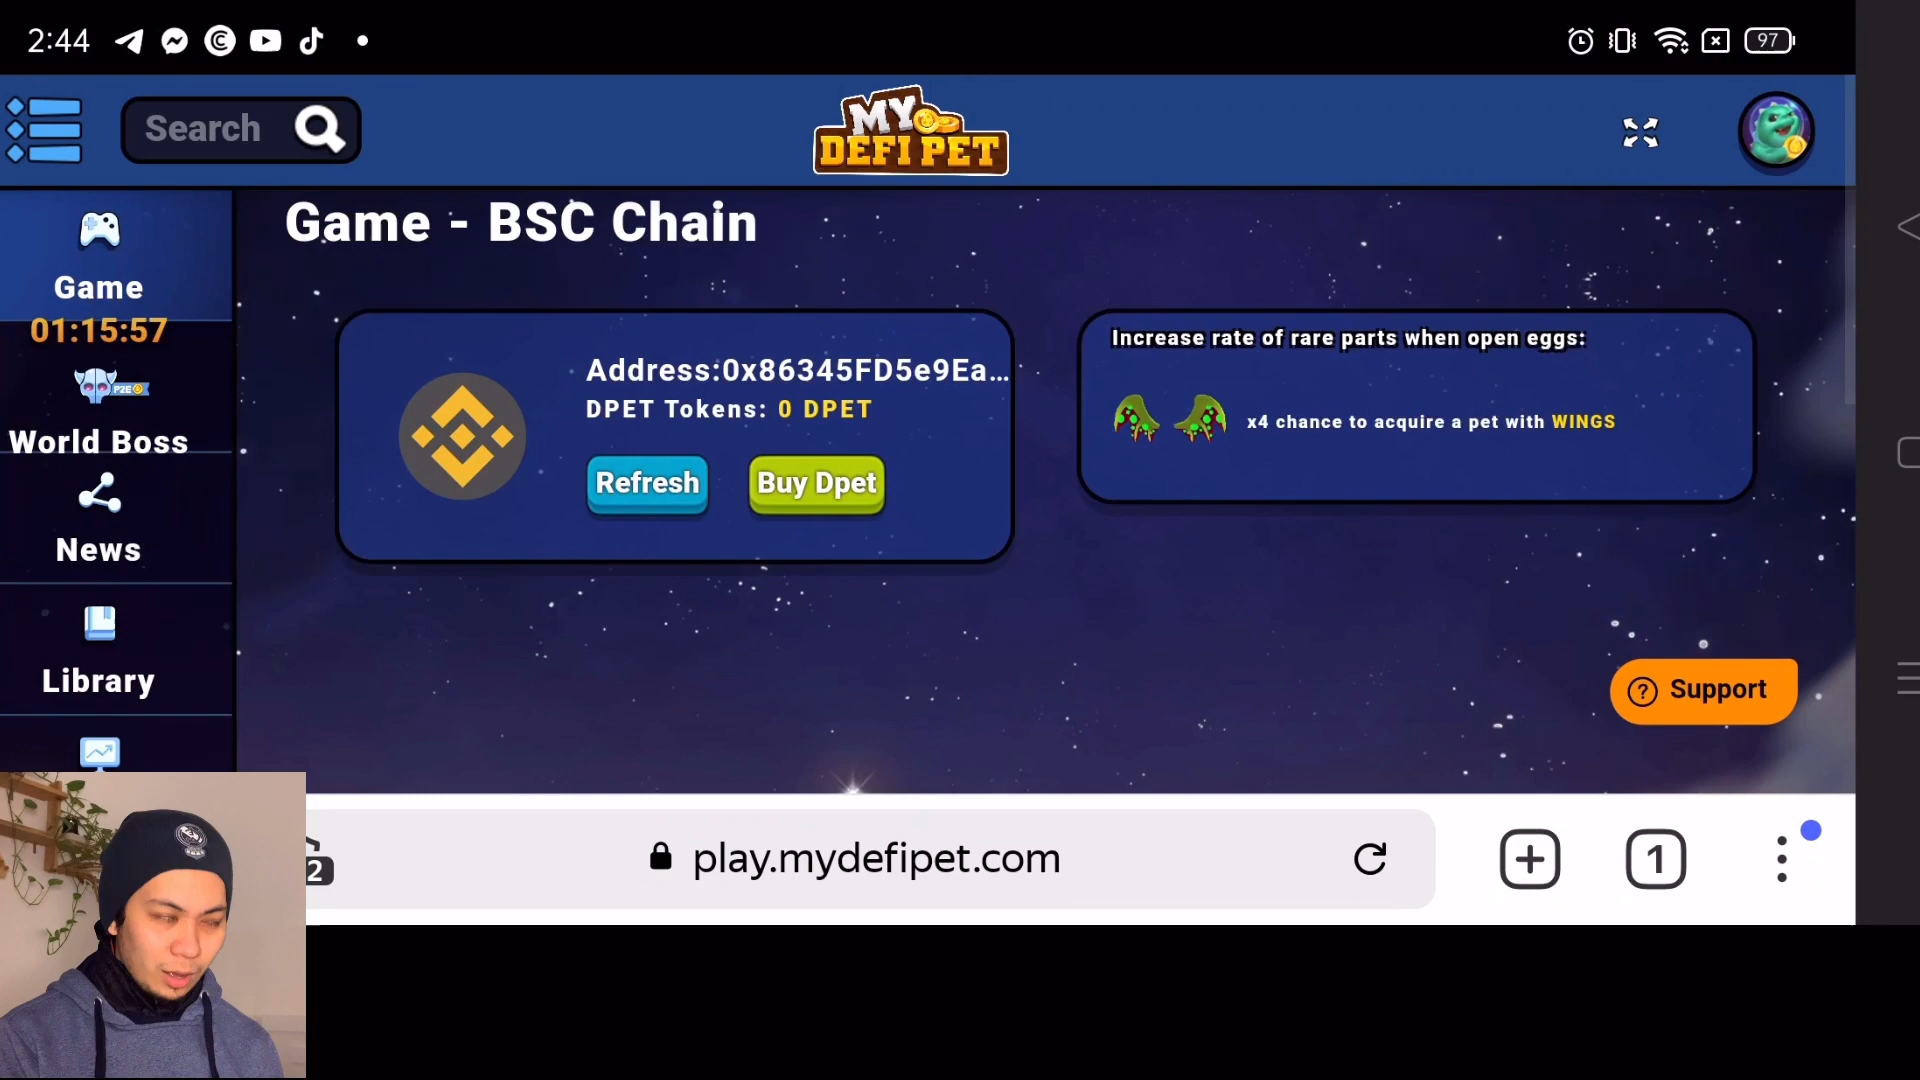 2:44
97
Search
MY
DEFI PET
Game - BSC Chain
Game
01:15:57
P2E
World Boss
News
Library
Address:0x86345FD5e9Ea...
DPET Tokens: 0 DPET
Refresh
Buy Dpet
Increase rate of rare parts when open eggs:
x4 chance to acquire a pet with WINGS
? Support
2
play.mydefipet.com
1